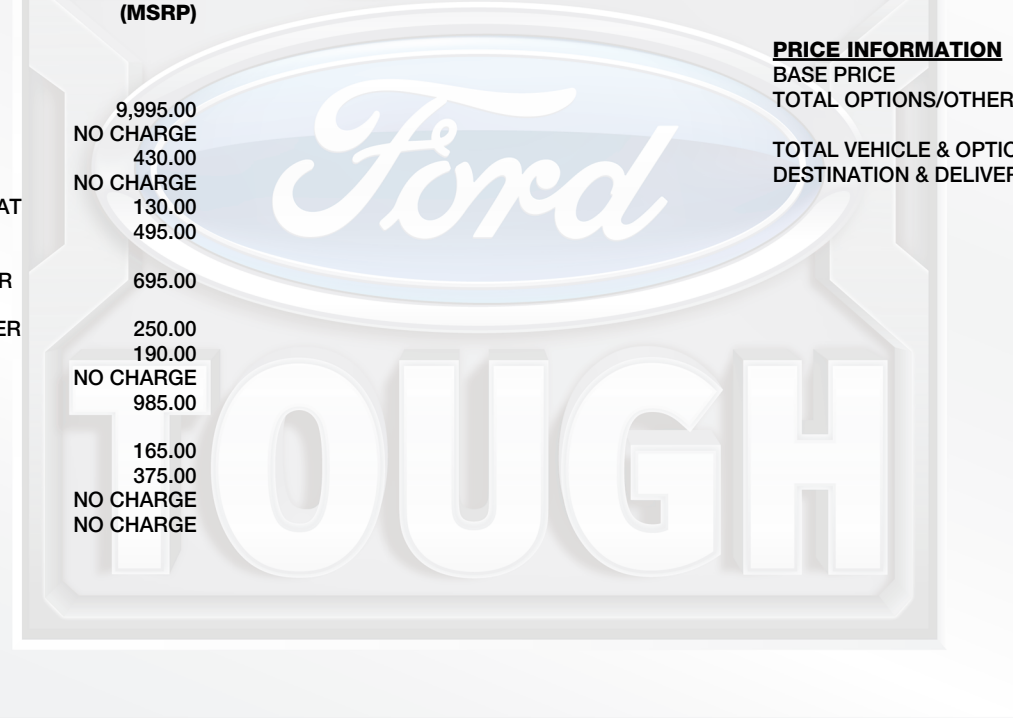 (MSRP)
9,995.00
NO CHARGE
430.00
NO CHARGE
AT 130.00
495.00
R 695.00
ER 250.00
190.00
NO CHARGE
985.00
165.00
375.00
NO CHARGE
NO CHARGE
PRICE INFORMATION
BASE PRICE
TOTAL OPTIONS/OTHER
TOTAL VEHICLE & OPTIO
DESTINATION & DELIVER
Ford
TOUGH